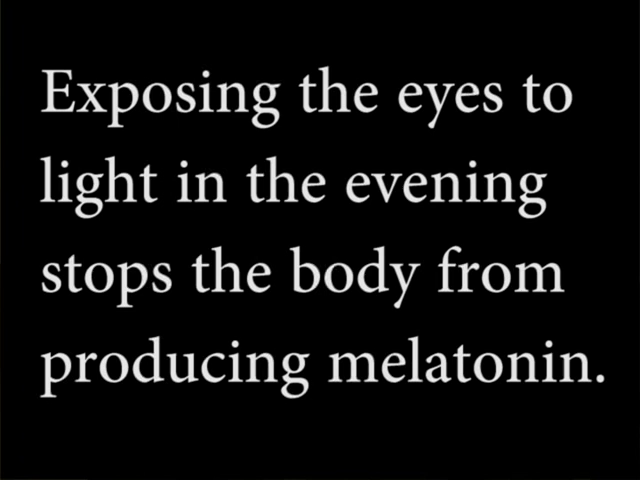 Exposing the eyes to
light in the evening
stops the body from
producing melatonin.